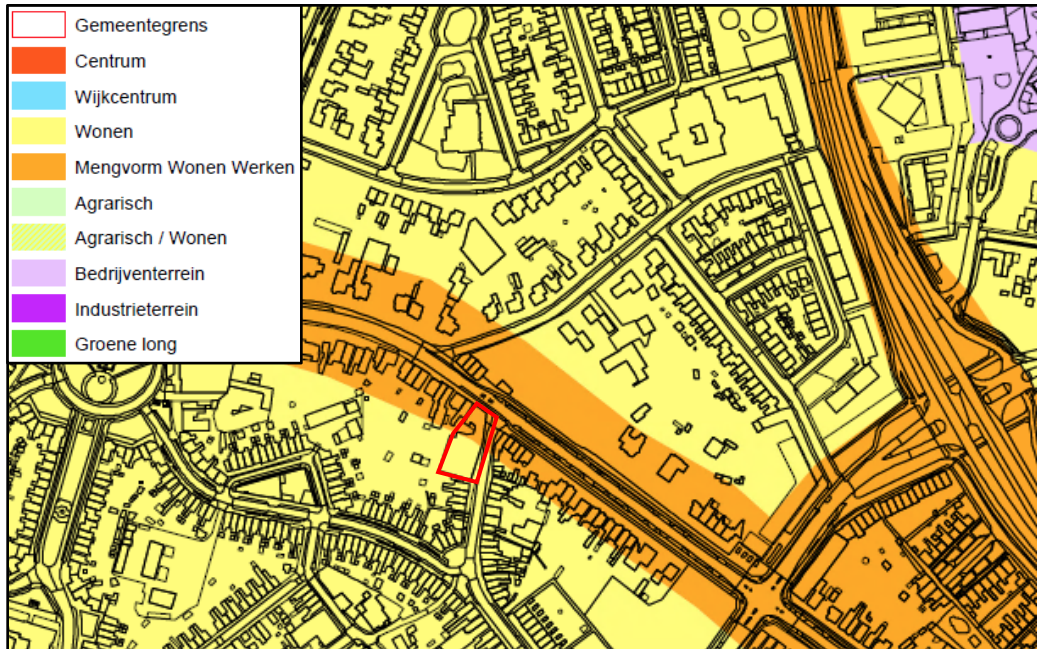 Gemeentegrens
Centrum
Wijkcentrum
Wonen
Mengvorm Wonen Werken
Agrarisch
Agrarisch / Wonen
Bedrijventerrein
Industrieterrein
Groene long